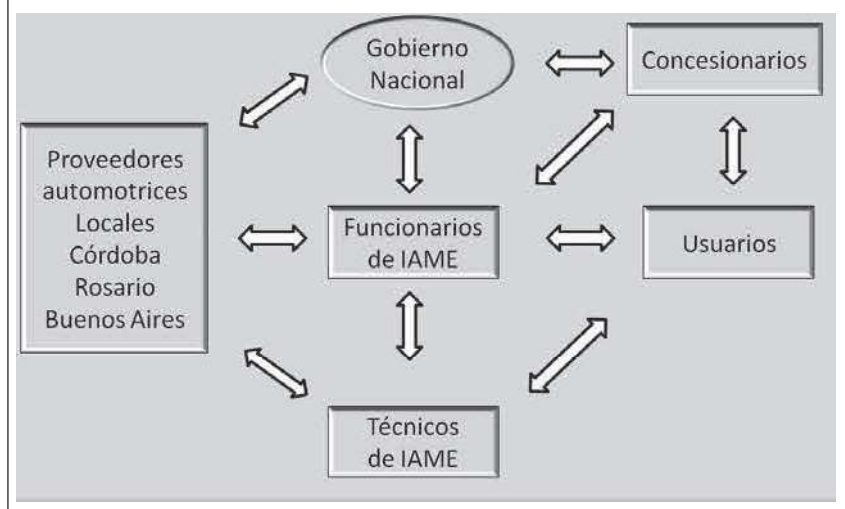 Gobierno
Nacional
Concesionarios
Proveedores
automotrices
Locales
Córdoba
Rosario
Buenos Aires
Funcionarios
de IAME
Usuarios
Técnicos
de IAME